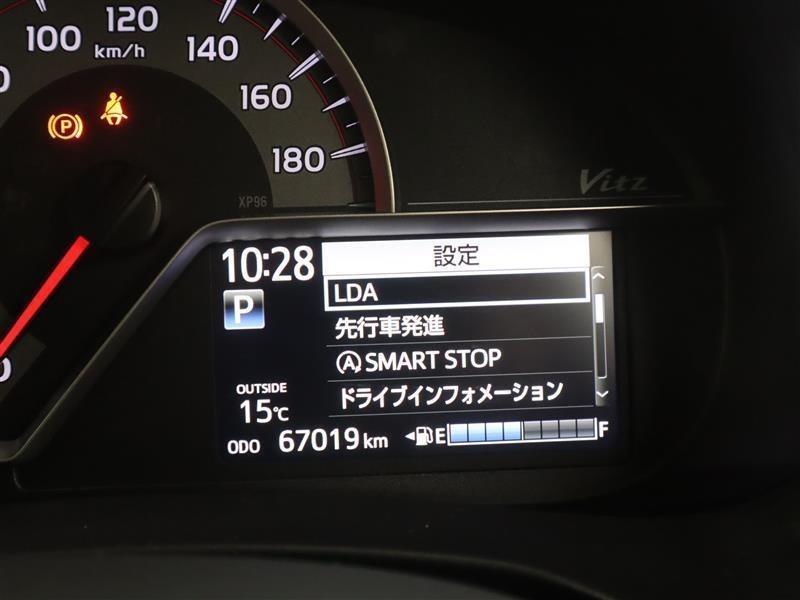 100
120
km/h
140
160
180
0
P
XP96
Vitz
10:28
P
設定
LDA
先行車発進
A SMART STOP
ドライブインフォメーション
OUTSIDE
15℃
ODO 67019 km
E F